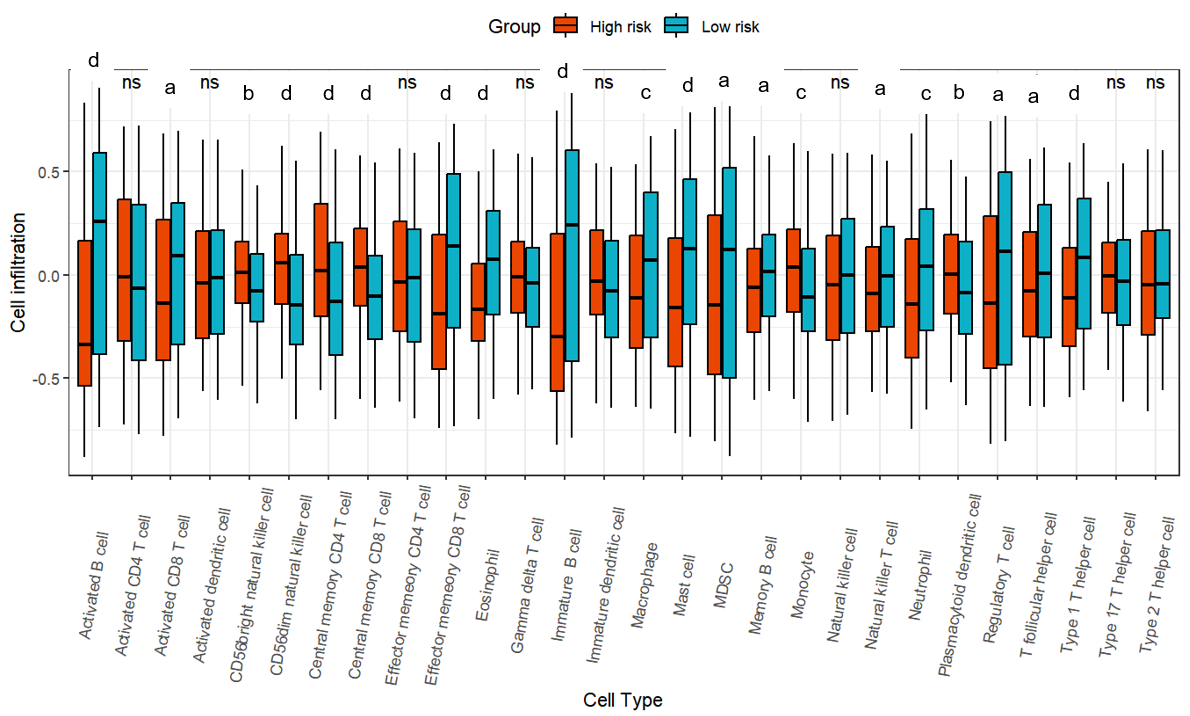 Group High risk Low risk
d ns a ns b d d d ns d d ns d ns c d a a c ns a c b a a d ns ns
Cell infiltration
0.5
0.0
-0.5
Activated B cell
Activated CD4 T cell
Activated CD8 T cell
Activated dendritic cell
CD56bright natural killer cell
CD56dim natural killer cell
Central memory CD4 T cell
Central memory CD8 T cell
Effector memeory CD4 T cell
Effector memeory CD8 T cell
Eosinophil
Gamma delta T cell
Immature B cell
Immature dendritic cell
Macrophage
Mast cell
MDSC
Memory B cell
Monocyte
Natural killer cell
Natural killer T cell
Neutrophil
Plasmacytoid dendritic cell
Regulatory T cell
T follicular helper cell
Type 1 T helper cell
Type 17 T helper cell
Type 2 T helper cell
Cell Type